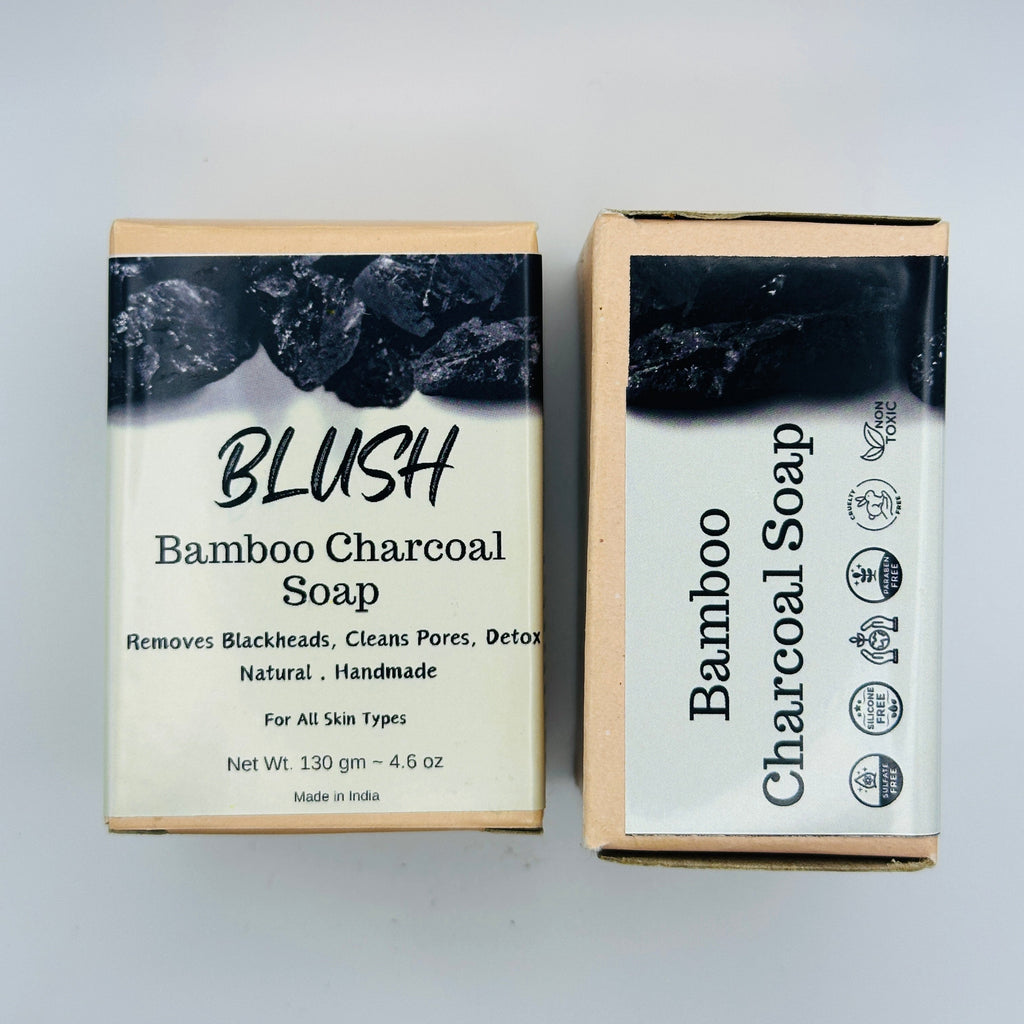 BLUSH
Bamboo Charcoal
Soap
Removes Blackheads, Cleans Pores, Detox
Natural . Handmade
For All Skin Types
Net Wt. 130 gm ~ 4.6 oz
Made in India
Bamboo
Charcoal Soap
SULFATE
FREE
SILICONE
FREE
PARABEN
FREE
CRUELTY
FREE
NON
TOXIC